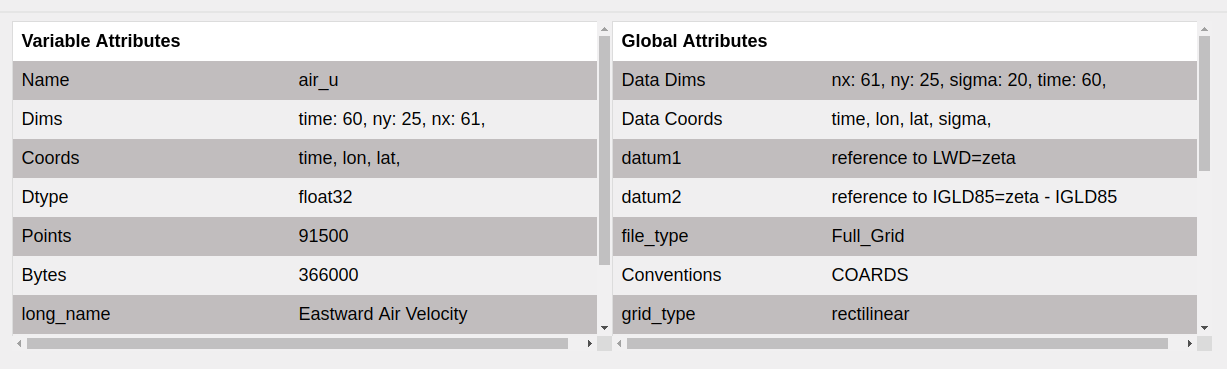 Variable Attributes
Name air_u
Dims time: 60, ny: 25, nx: 61,
Coords time, lon, lat,
Dtype float32
Points 91500
Bytes 366000
long_name Eastward Air Velocity
Global Attributes
Data Dims nx: 61, ny: 25, sigma: 20, time: 60,
Data Coords time, lon, lat, sigma,
datum1 reference to LWD=zeta
datum2 reference to IGLD85=zeta - IGLD85
file_type Full_Grid
Conventions COARDS
grid_type rectilinear